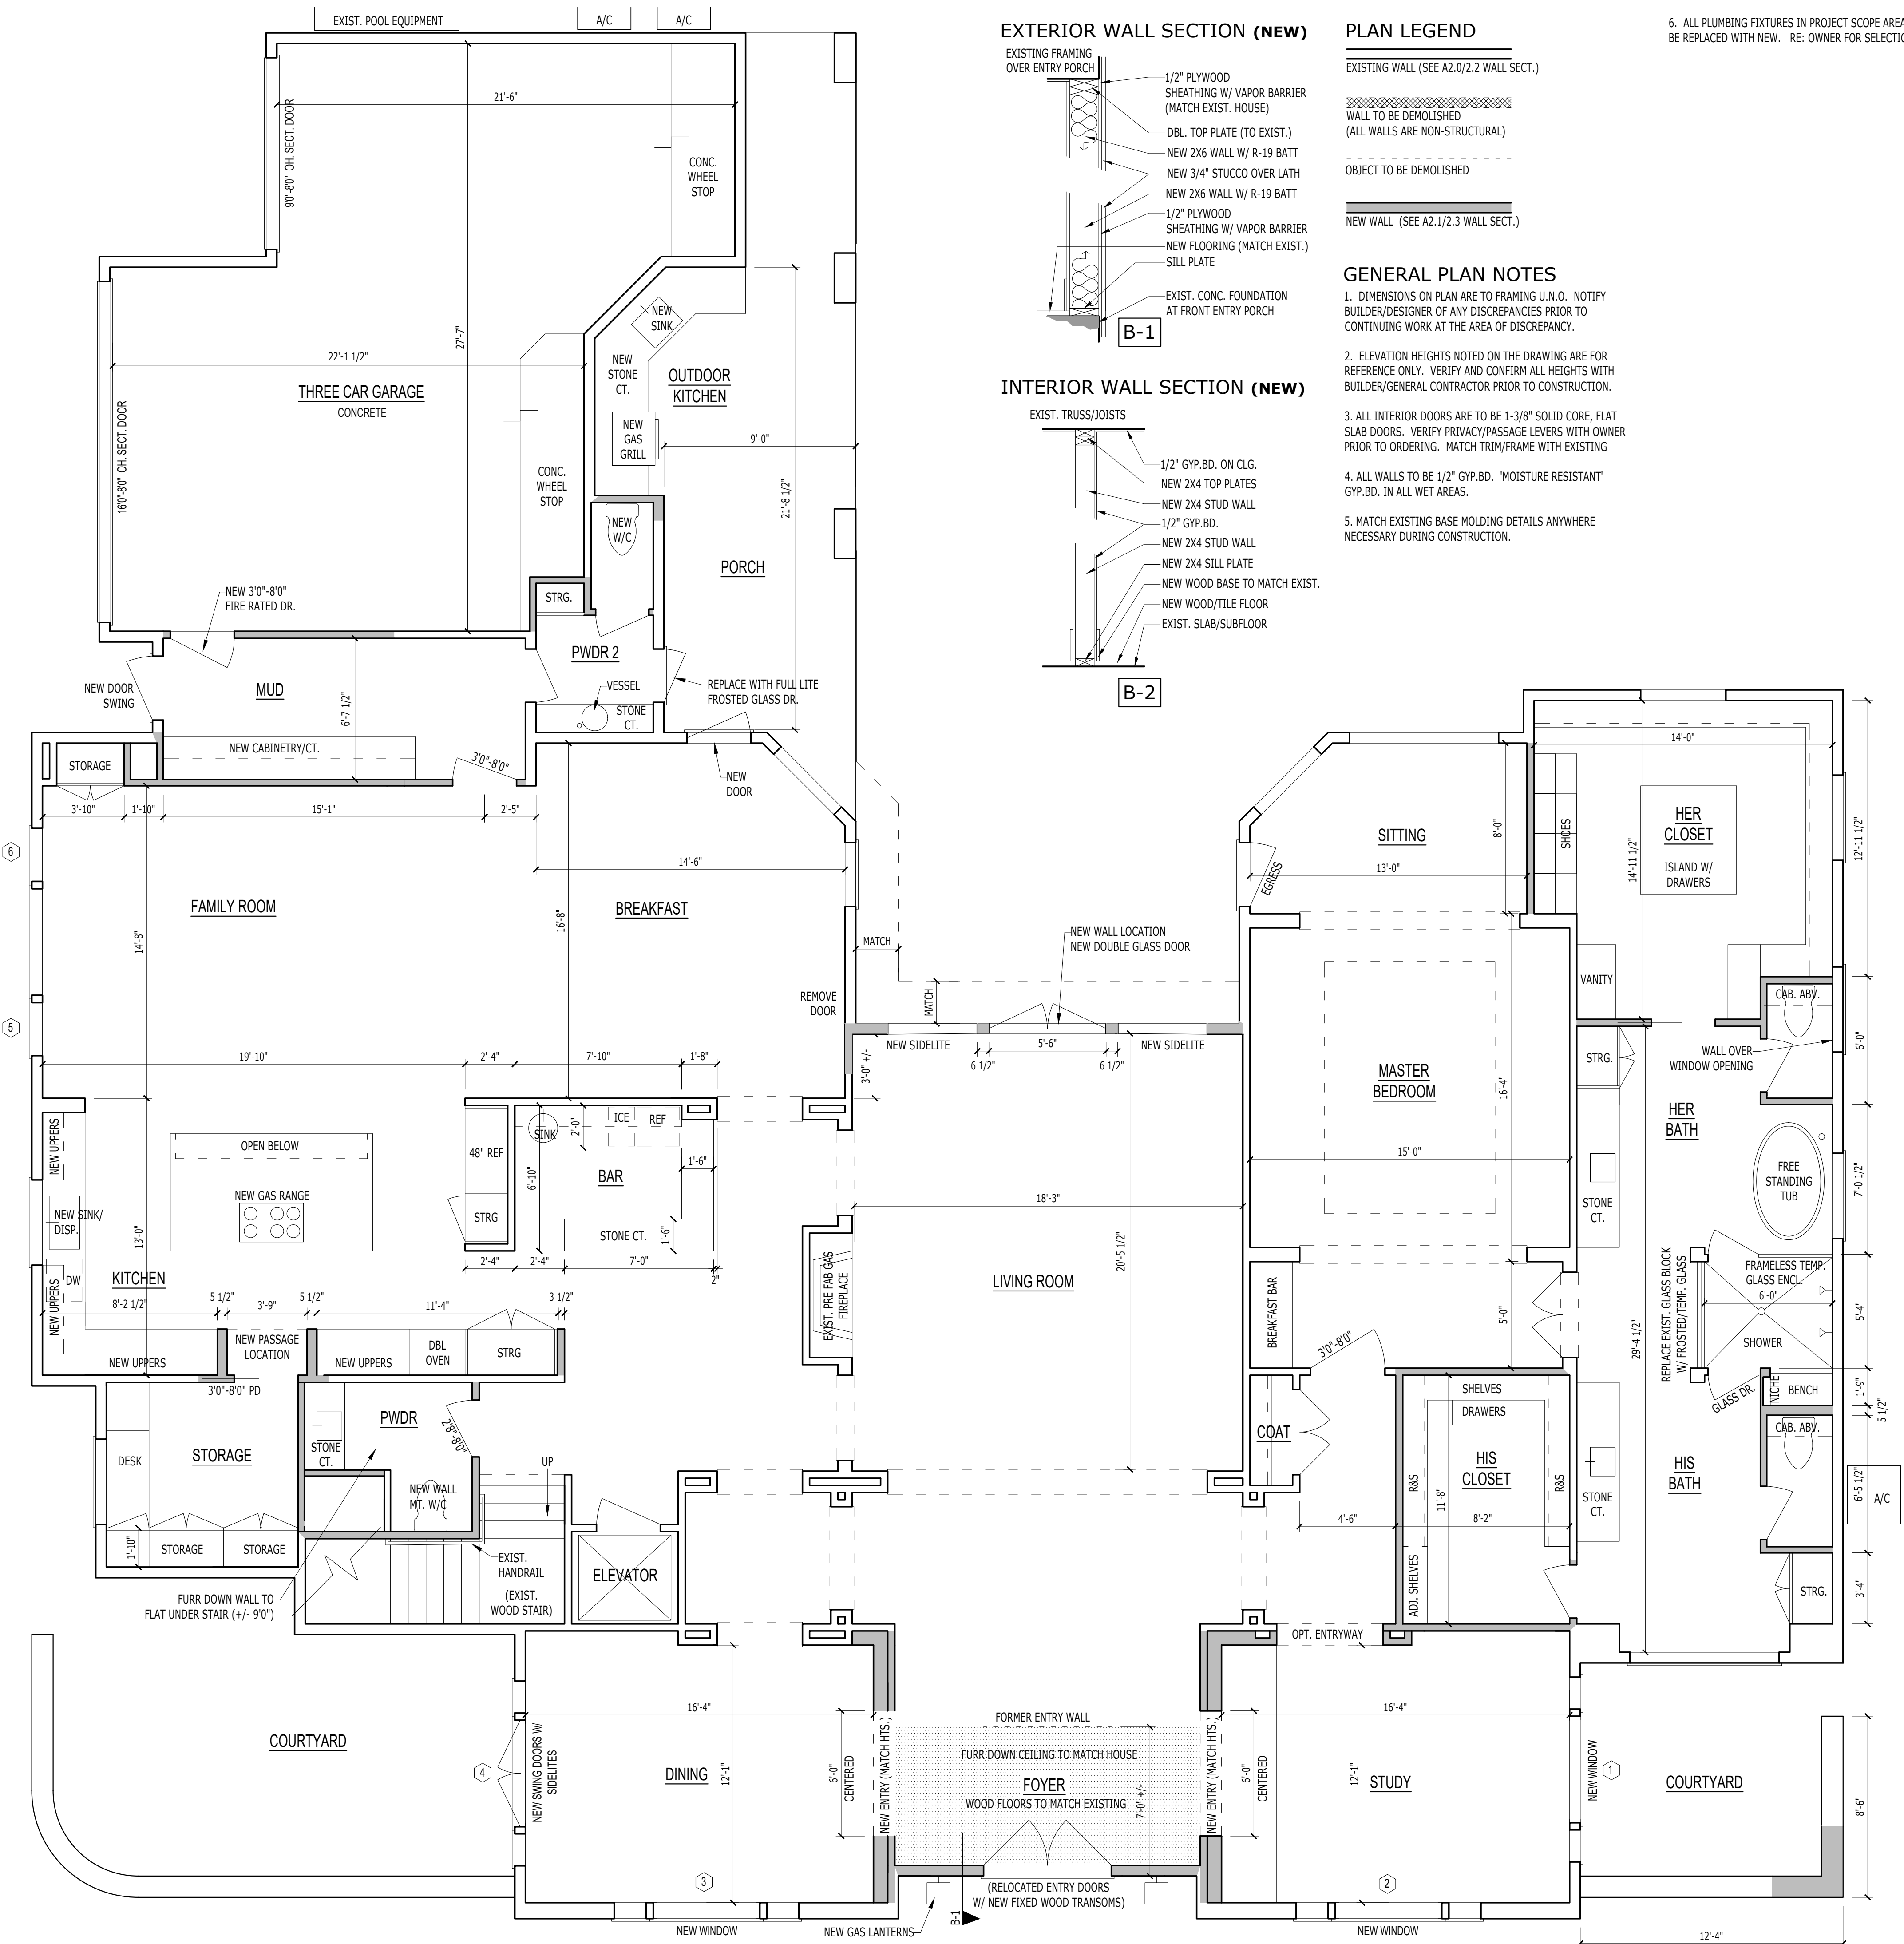 EXIST. POOL EQUIPMENT
A/C
A/C
EXTERIOR WALL SECTION (NEW)
EXISTING FRAMING
OVER ENTRY PORCH
1/2" PLYWOOD
SHEATHING W/ VAPOR BARRIER
(MATCH EXIST. HOUSE)
DBL. TOP PLATE (TO EXIST.)
NEW 2X6 WALL W/ R-19 BATT
NEW 3/4" STUCCO OVER LATH
NEW 2X6 WALL W/ R-19 BATT
1/2" PLYWOOD
SHEATHING W/ VAPOR BARRIER
NEW FLOORING (MATCH EXIST.)
SILL PLATE
EXIST. CONC. FOUNDATION
AT FRONT ENTRY PORCH
B-1
INTERIOR WALL SECTION (NEW)
EXIST. TRUSS/JOISTS
1/2" GYP.BD. ON CLG.
NEW 2X4 TOP PLATES
NEW 2X4 STUD WALL
1/2" GYP.BD.
NEW 2X4 STUD WALL
NEW 2X4 SILL PLATE
NEW WOOD BASE TO MATCH EXIST.
NEW WOOD/TILE FLOOR
EXIST. SLAB/SUBFLOOR
B-2
PLAN LEGEND
EXISTING WALL (SEE A2.0/2.2 WALL SECT.)
WALL TO BE DEMOLISHED
(ALL WALLS ARE NON-STRUCTURAL)
OBJECT TO BE DEMOLISHED
NEW WALL (SEE A2.1/2.3 WALL SECT.)
GENERAL PLAN NOTES
1. DIMENSIONS ON PLAN ARE TO FRAMING U.N.O. NOTIFY
BUILDER/DESIGNER OF ANY DISCREPANCIES PRIOR TO
CONTINUING WORK AT THE AREA OF DISCREPANCY.
2. ELEVATION HEIGHTS NOTED ON THE DRAWING ARE FOR
REFERENCE ONLY. VERIFY AND CONFIRM ALL HEIGHTS WITH
BUILDER/GENERAL CONTRACTOR PRIOR TO CONSTRUCTION.
3. ALL INTERIOR DOORS ARE TO BE 1-3/8" SOLID CORE, FLAT
SLAB DOORS. VERIFY PRIVACY/PASSAGE LEVERS WITH OWNER
PRIOR TO ORDERING. MATCH TRIM/FRAME WITH EXISTING
4. ALL WALLS TO BE 1/2" GYP.BD. 'MOISTURE RESISTANT'
GYP.BD. IN ALL WET AREAS.
5. MATCH EXISTING BASE MOLDING DETAILS ANYWHERE
NECESSARY DURING CONSTRUCTION.
6. ALL PLUMBING FIXTURES IN PROJECT SCOPE AREA
BE REPLACED WITH NEW. RE: OWNER FOR SELECTIO
21'-6"
9'0"-8'0" OH. SECT. DOOR
CONC.
WHEEL
STOP
27'-7"
22'-1 1/2"
THREE CAR GARAGE
CONCRETE
16'0"-8'0" OH. SECT. DOOR
CONC.
WHEEL
STOP
NEW
SINK
NEW
STONE
CT.
OUTDOOR
KITCHEN
NEW
GAS
GRILL
9'-0"
21'-8 1/2"
NEW
W/C
PORCH
STRG.
NEW 3'0"-8'0"
FIRE RATED DR.
PWDR 2
NEW DOOR
SWING
MUD
6'-7 1/2"
VESSEL
REPLACE WITH FULL LITE
FROSTED GLASS DR.
STONE
CT.
NEW CABINETRY/CT.
3'0"-8'0"
STORAGE
NEW
DOOR
3'-10"
1'-10"
15'-1"
2'-5"
6
14'-6"
FAMILY ROOM
BREAKFAST
14'-8"
16'-8"
5
MATCH
REMOVE
DOOR
MATCH
NEW WALL LOCATION
NEW DOUBLE GLASS DOOR
19'-10"
2'-4"
7'-10"
1'-8"
NEW SIDELITE
5'-6"
NEW SIDELITE
6 1/2"
6 1/2"
3'-0" +/-
SITTING
8'-0"
13'-0"
EGRESS
14'-0"
SHOES
HER
CLOSET
ISLAND W/
DRAWERS
14'-11 1/2"
12'-11 1/2"
VANITY
CAB. ABV.
WALL OVER
WINDOW OPENING
6'-0"
STRG.
MASTER
BEDROOM
16'-4"
15'-0"
HER
BATH
FREE
STANDING
TUB
7'-0 1/2"
STONE
CT.
NEW UPPERS
OPEN BELOW
NEW GAS RANGE
NEW SINK/
DISP.
DW
13'-0"
KITCHEN
NEW UPPERS
48" REF
STRG
SINK
ICE
REF
2'-0"
6'-10"
BAR
1'-6"
STONE CT.
1'-6"
2'-4"
2'-4"
7'-0"
2"
8'-2 1/2"
5 1/2"
3'-9"
5 1/2"
11'-4"
3 1/2"
NEW UPPERS
NEW PASSAGE
LOCATION
NEW UPPERS
DBL
OVEN
STRG
3'0"-8'0" PD
18'-3"
20'-5 1/2"
LIVING ROOM
EXIST. PRE FAB GAS
FIREPLACE
BREAKFAST BAR
5'-0"
3'0"-8'0"
29'-4 1/2"
REPLACE EXIST. GLASS BLOCK
W/ FROSTED/TEMP. GLASS
FRAMELESS TEMP.
GLASS ENCL.
6'-0"
SHOWER
5'-4"
GLASS DR.
NICHE
BENCH
1'-9"
5 1/2"
CAB. ABV.
HIS
BATH
6'-5 1/2"
A/C
STONE
CT.
STRG.
3'-4"
COAT
SHELVES
DRAWERS
HIS
CLOSET
R&S
R&S
11'-8"
4'-6"
8'-2"
ADJ. SHELVES
PWDR
2'8"-8'0"
STONE
CT.
DESK
STORAGE
NEW WALL
MT. W/C
UP
1'-10"
STORAGE
STORAGE
EXIST.
HANDRAIL
(EXIST.
WOOD STAIR)
ELEVATOR
FURR DOWN WALL TO
FLAT UNDER STAIR (+/- 9'0")
OPT. ENTRYWAY
COURTYARD
NEW SWING DOORS W/
SIDELITES
4
16'-4"
DINING
12'-1"
6'-0"
CENTERED
NEW ENTRY (MATCH HTS.)
FORMER ENTRY WALL
FURR DOWN CEILING TO MATCH HOUSE
FOYER
WOOD FLOORS TO MATCH EXISTING
7'-0" +/-
NEW ENTRY (MATCH HTS.)
6'-0"
CENTERED
16'-4"
12'-1"
STUDY
NEW WINDOW
1
COURTYARD
8'-6"
3
2
(RELOCATED ENTRY DOORS
W/ NEW FIXED WOOD TRANSOMS)
NEW WINDOW
NEW GAS LANTERNS
B-1
NEW WINDOW
12'-4"